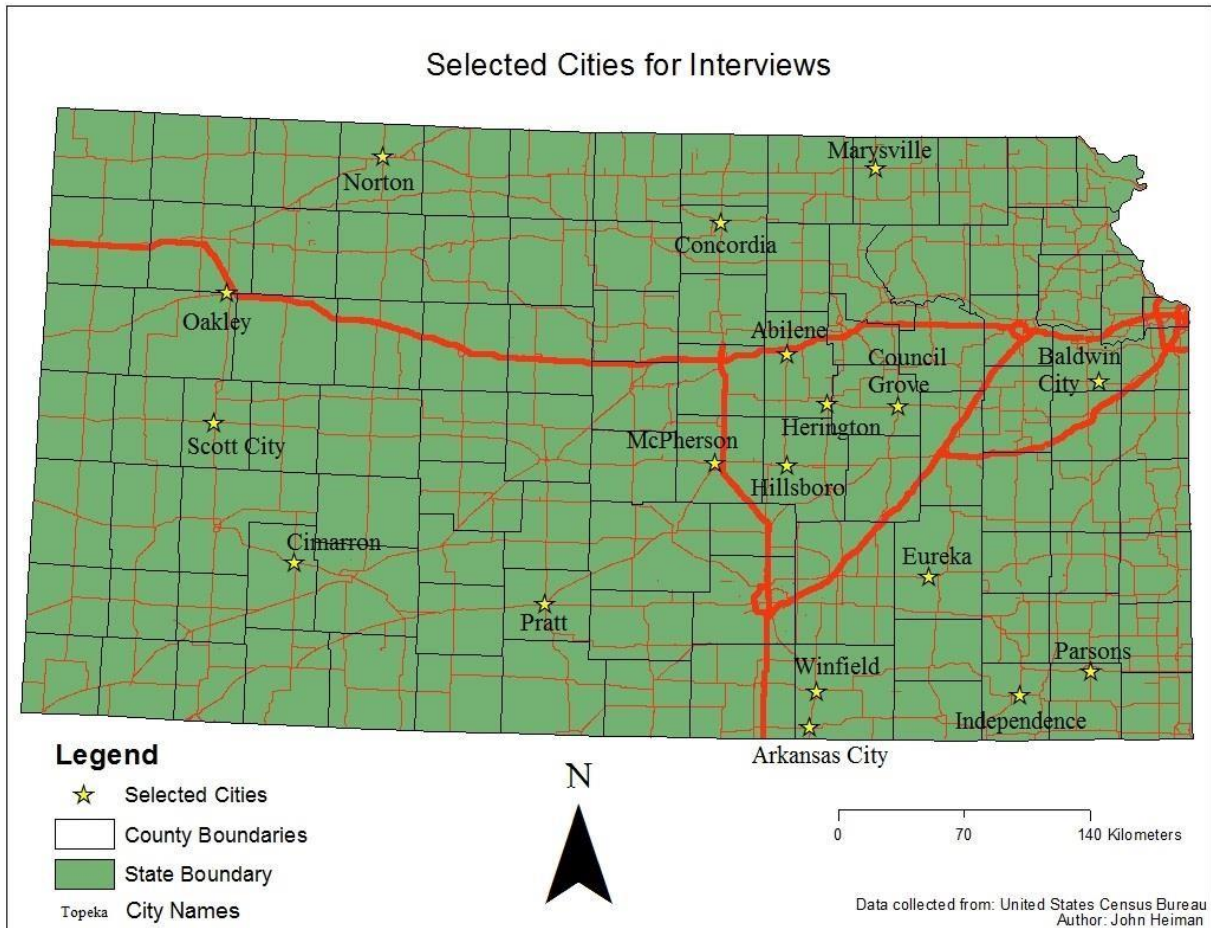 Selected Cities for Interviews
Marysville
Norton
Concordia
Oakley
Abilene
Council
Grove
Baldwin
City
Herington
Scott City
McPherson
Hillsboro
Cimarron
Eureka
Pratt
Parsons
Winfield
Independence
Arkansas City
Legend
Selected Cities
County Boundaries
State Boundary
Topeka City Names
N
0 70 140 Kilometers
Data collected from: United States Census Bureau
Author: John Heiman